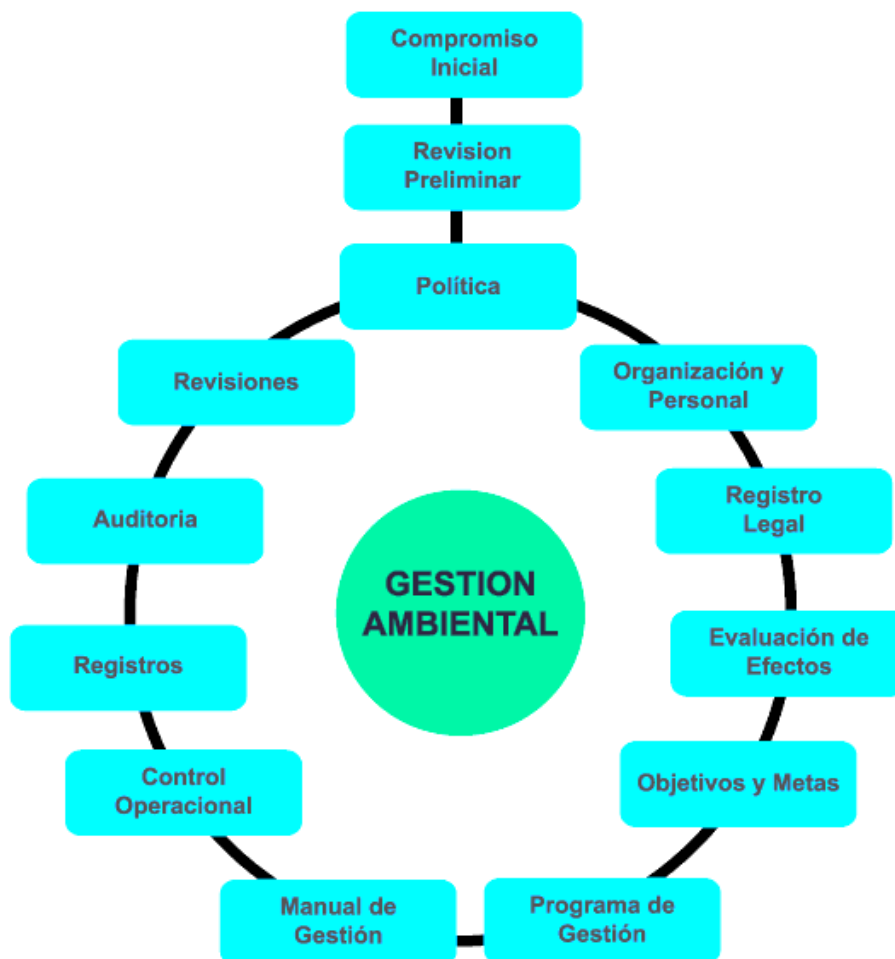 Compromiso
Inicial
Revision
Preliminar
Política
Organización y
Personal
Registro
Legal
Evaluación de
Efectos
Objetivos y Metas
Programa de
Gestión
Manual de
Gestión
Control
Operacional
Registros
Auditoria
Revisiones
GESTION
AMBIENTAL